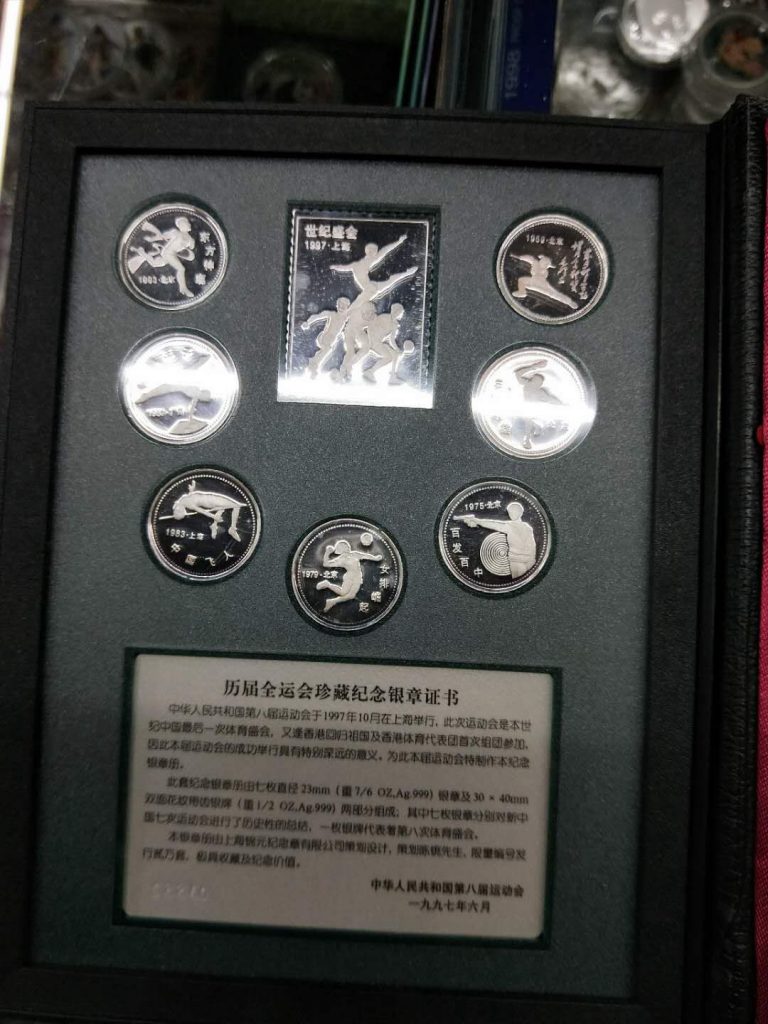 1998
世纪盛会
1997·上海
东方神鹿
1993·北京
1959·北京
1983·上海
中国飞人
1979·北京
女排崛起
1975·北京
百发百中
历届全运会珍藏纪念银章证书
中华人民共和国第八届运动会于1997年10月在上海举行，此次运动会是本世
纪中国最后一次体育盛会，又逢香港回归祖国及香港体育代表团首次组团参加，
因此本届运动会的成功举行具有特别深远的意义。为此本届运动会特制作本纪念
银章册。
此套纪念银章册由七枚直径23mm（重7/6 OZ,Ag.999）银章及30×40mm
双面花纹带齿银牌（重1/2 OZ,Ag.999）两部分组成；其中七枚银章分别对新中
国七次运动会进行了历史性的总结，一枚银牌代表着第八次体育盛会。
本银章册由上海锦元纪念章有限公司策划设计，策划陈镜先生、限量编号发
行贰万套，极具收藏及纪念价值。
中华人民共和国第八届运动会
一九九七年六月